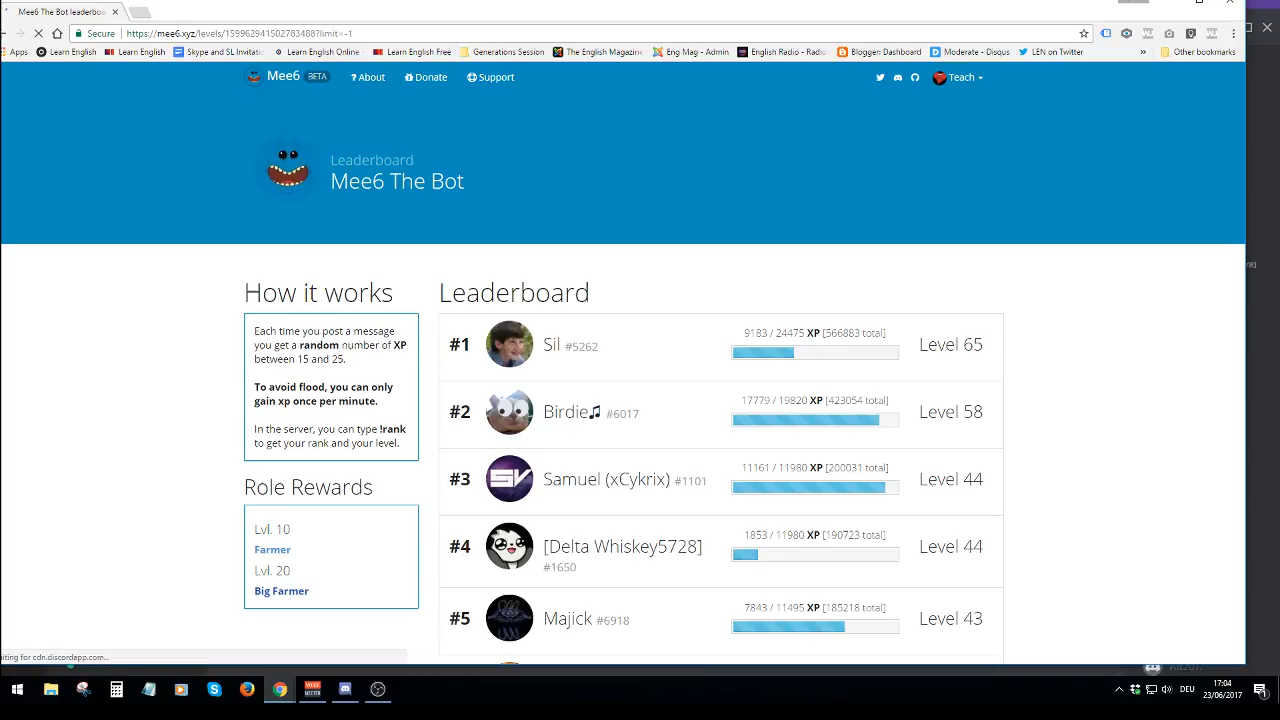 Mee6 The Bot leaderboa
Secure https://mee6.xyz/levels/159962941502783488?limit=-1
Apps Learn English Learn English Skype and SL Invitatio Learn English Online Learn English Free Generations Session The English Magazine Eng Mag - Admin English Radio - Radio Blogger Dashboard Moderate - Disqus LEN on Twitter » Other bookmarks
Mee6 BETA ? About Donate Support Teach
Leaderboard
Mee6 The Bot
How it works
Each time you post a message
you get a random number of XP
between 15 and 25.
To avoid flood, you can only
gain xp once per minute.
In the server, you can type !rank
to get your rank and your level.
Role Rewards
Lvl. 10
Farmer
Lvl. 20
Big Farmer
Leaderboard
9183 / 24475 XP [566883 total]
#1 Sil #5262 Level 65
17779 / 19820 XP [423054 total]
#2 Birdie♫ #6017 Level 58
11161 / 11980 XP [200031 total]
#3 SV Samuel (xCykrix) #1101 Level 44
1853 / 11980 XP [190723 total]
#4 [Delta Whiskey5728] Level 44
#1650
7843 / 11495 XP [185218 total]
#5 Majick #6918 Level 43
aiting for cdn.discordapp.com...
DEU 17:04
23/06/2017